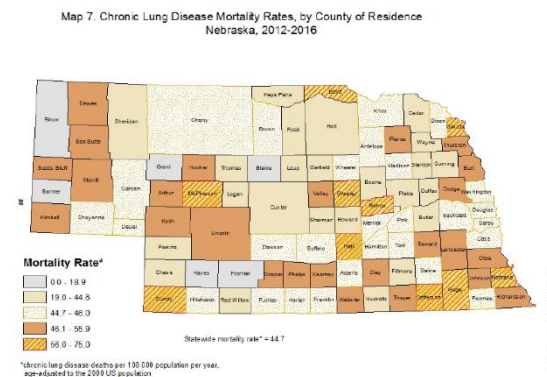 Map 7. Chronic Lung Disease Mortality Rates, by County of Residence
Nebraska, 2012-2016
Sioux
Dawes
Box Butte
Sheridan
Cherry
Keya Paha
Boyd
Brown
Rock
Holt
Knox
Cedar
Dixon
Dakota
Antelope
Pierce
Wayne
Thurston
Scotts Bluff
Banner
Kimball
Morrill
Cheyenne
Garden
Deuel
Grant
Hooker
Thomas
Blaine
Loup
Garfield
Wheeler
Arthur
McPherson
Logan
Custer
Valley
Greeley
Boone
Madison
Stanton
Cuming
Burt
Platte
Colfax
Dodge
Washington
Nance
Keith
Lincoln
Sherman
Howard
Merrick
Polk
Butler
Saunders
Douglas
Sarpy
Perkins
Dawson
Buffalo
Hall
Hamilton
York
Seward
Lancaster
Cass
Otoe
Chase
Hayes
Frontier
Gosper
Phelps
Kearney
Adams
Clay
Fillmore
Saline
Johnson
Nemaha
Dundy
Hitchcock
Red Willow
Furnas
Harlan
Franklin
Webster
Nuckolls
Thayer
Jefferson
Gage
Pawnee
Richardson
Mortality Rate*
0.0 - 18.9
19.0 - 44.6
44.7 - 46.0
46.1 - 55.9
56.0 - 75.0
Statewide mortality rate* = 44.7
*chronic lung disease deaths per 100,000 population per year,
age-adjusted to the 2000 US population